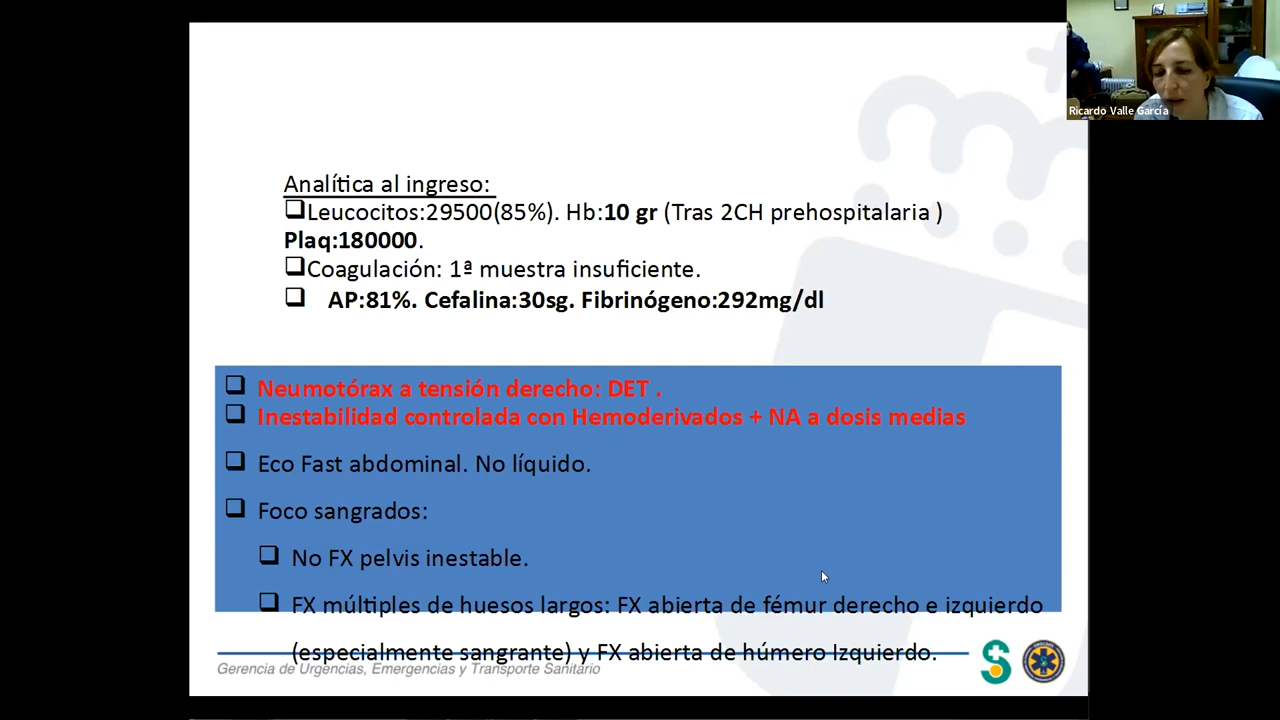 Ricardo Valle García
Analítica al ingreso:
Leucocitos:29500(85%). Hb:10 gr (Tras 2CH prehospitalaria )
Plaq:180000.
Coagulación: 1ª muestra insuficiente.
AP:81%. Cefalina:30sg. Fibrinógeno:292mg/dl
Neumotórax a tensión derecho: DET .
Inestabilidad controlada con Hemoderivados + NA a dosis medias
Eco Fast abdominal. No líquido.
Foco sangrados:
No FX pelvis inestable.
FX múltiples de huesos largos: FX abierta de fémur derecho e izquierdo
(especialmente sangrante) y FX abierta de húmero Izquierdo.
Gerencia de Urgencias, Emergencias y Transporte Sanitario